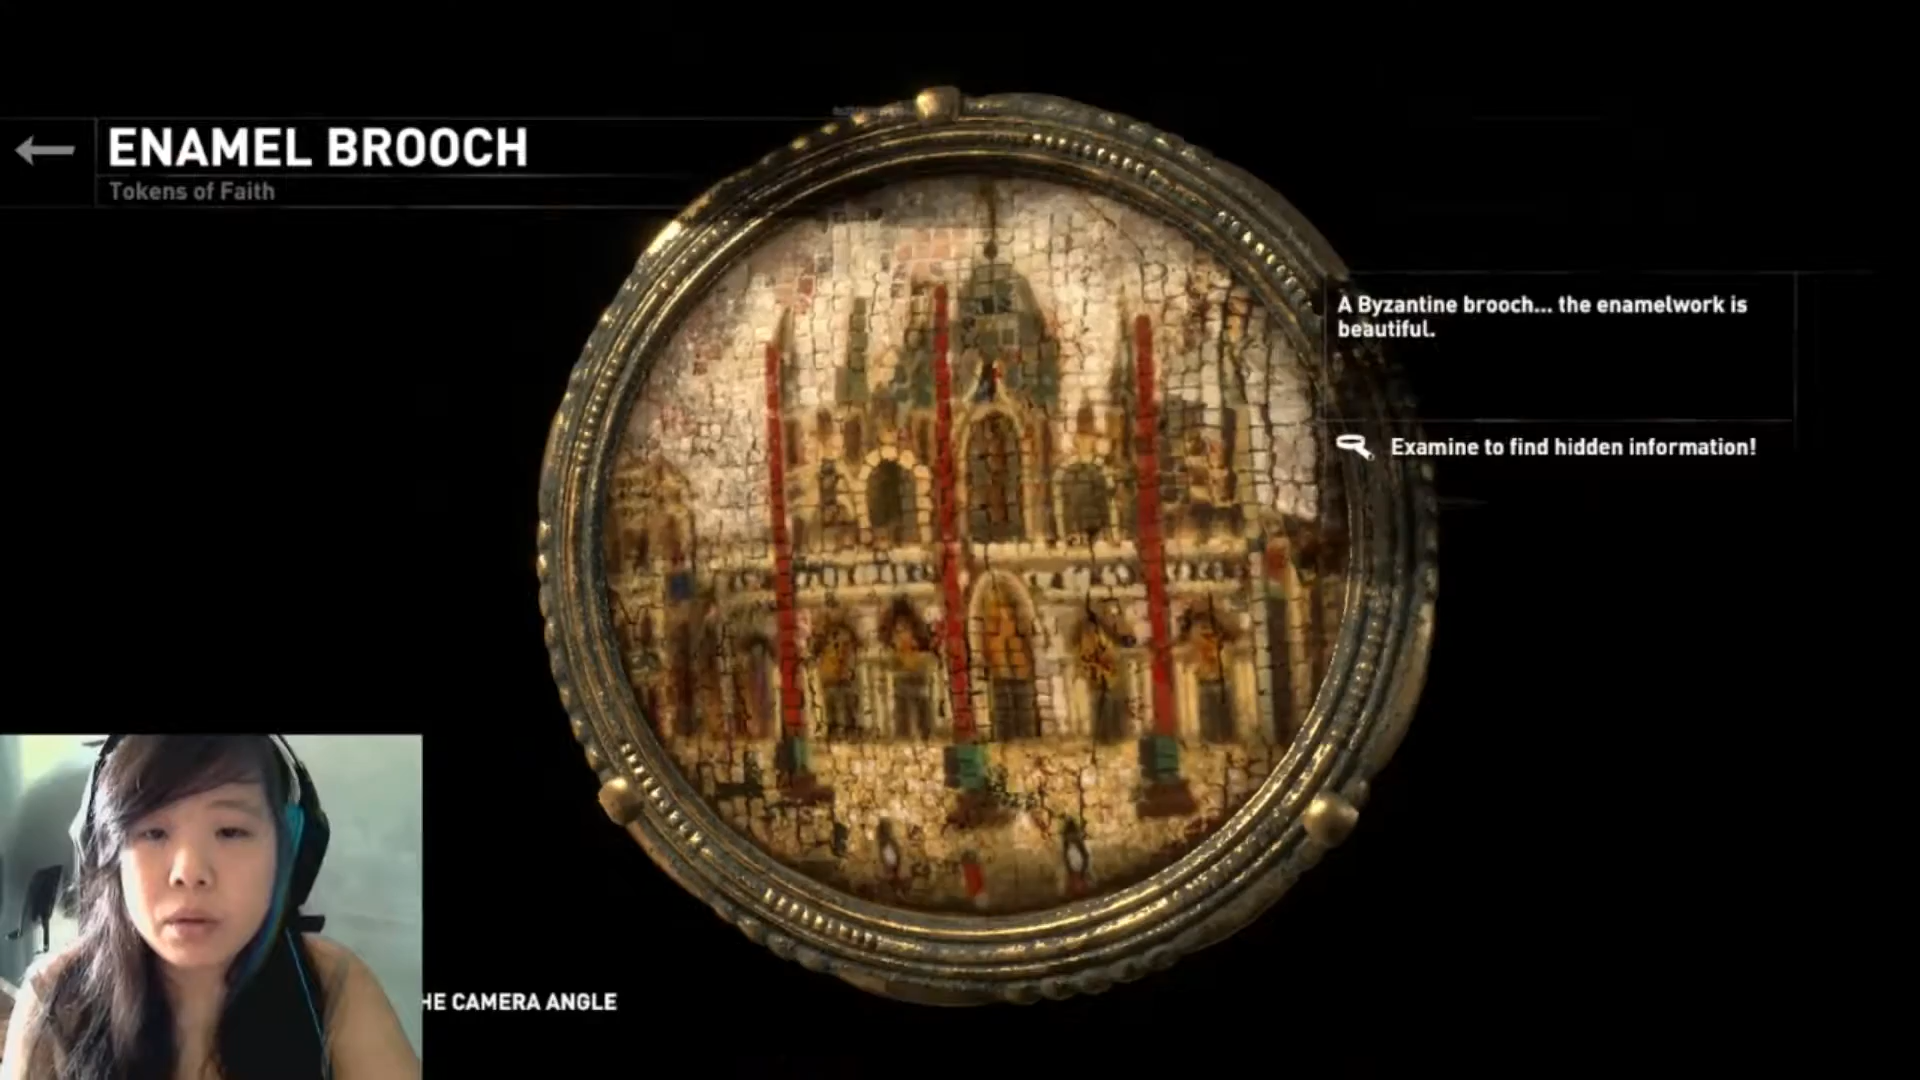 ENAMEL BROOCH
Tokens of Faith
A Byzantine brooch... the enamelwork is
beautiful.
Examine to find hidden information!
HE CAMERA ANGLE